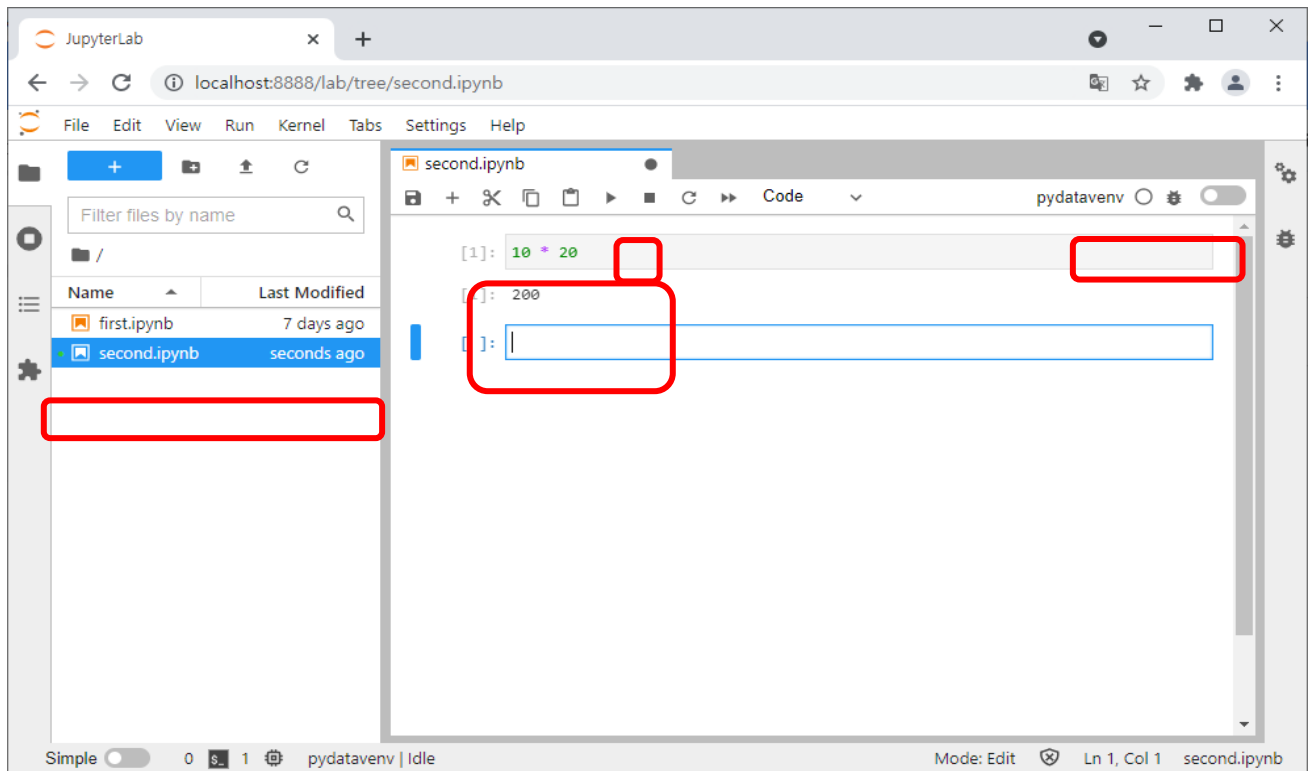 JupyterLab
localhost:8888/lab/tree/second.ipynb
File Edit View Run Kernel Tabs Settings Help
second.ipynb
Code
pydatavenv
Filter files by name
/
Name Last Modified
first.ipynb 7 days ago
second.ipynb seconds ago
[1]: 10 * 20
]: 200
[ ]:
Simple 0 1 pydatavenv | Idle
Mode: Edit Ln 1, Col 1 second.ipynb